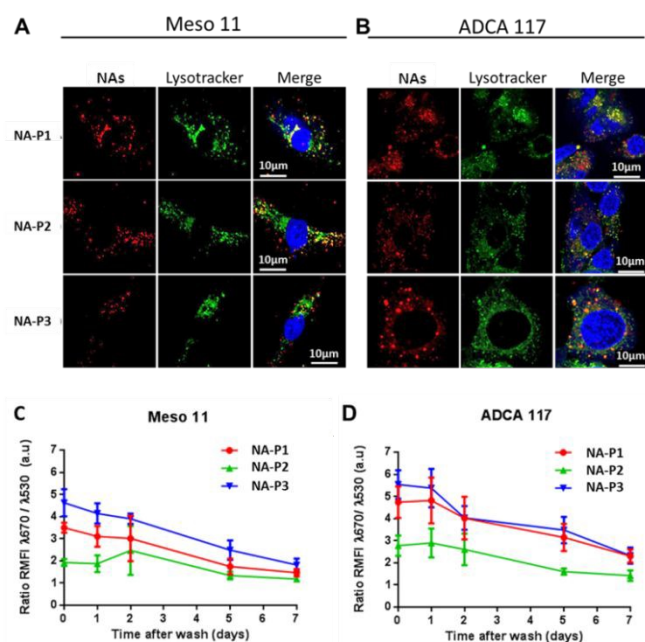 A Meso 11
B ADCA 117
NAs Lysotracker Merge
NAs Lysotracker Merge
NA-P1
10µm
10µm
NA-P2
10µm
10µm
NA-P3
10µm
10µm
C Meso 11
Ratio RMFI λ670 / λ530 (a.u)
7
6
5
4
3
2
1
0
NA-P1
NA-P2
NA-P3
0 1 2 3 4 5 6 7
Time after wash (days)
D ADCA 117
Ratio RMFI λ670/ λ530 (a.u)
7
6
5
4
3
2
1
0
NA-P1
NA-P2
NA-P3
0 1 2 3 4 5 6 7
Time after wash (days)